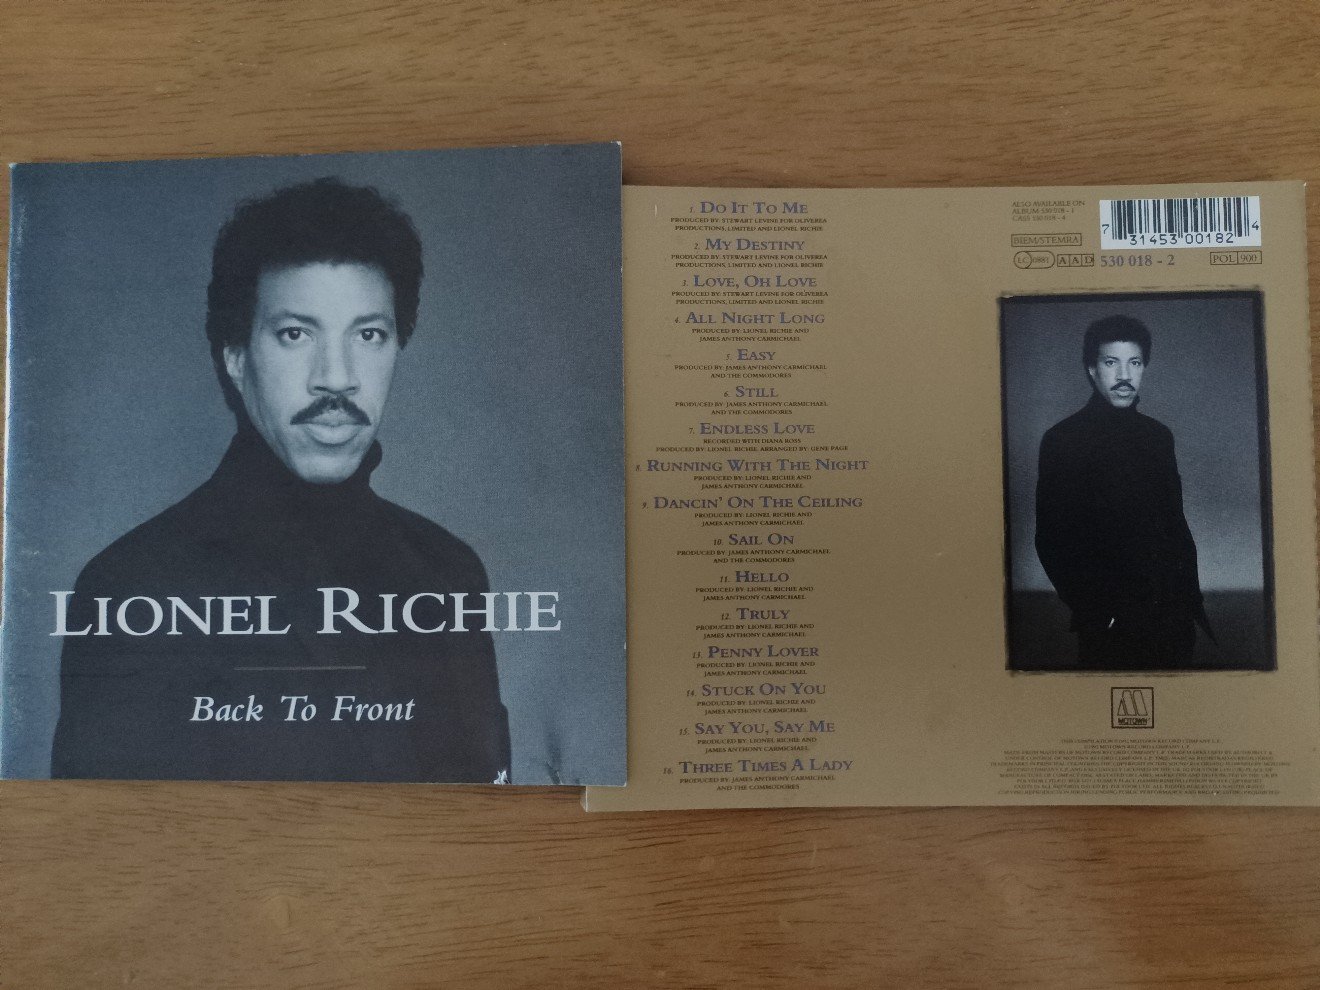 LIONEL RICHIE
Back To Front
1. DO IT TO ME
PRODUCED BY: STEWART LEVINE FOR OLIVEREA
PRODUCTIONS, LIMITED AND LIONEL RICHIE
2. MY DESTINY
PRODUCED BY: STEWART LEVINE FOR OLIVEREA
PRODUCTIONS, LIMITED AND LIONEL RICHIE
3. LOVE, OH LOVE
PRODUCED BY: STEWART LEVINE FOR OLIVEREA
PRODUCTIONS, LIMITED AND LIONEL RICHIE
4. ALL NIGHT LONG
PRODUCED BY: LIONEL RICHIE AND
JAMES ANTHONY CARMICHAEL
5. EASY
PRODUCED BY: JAMES ANTHONY CARMICHAEL
AND THE COMMODORES
6. STILL
PRODUCED BY: JAMES ANTHONY CARMICHAEL
AND THE COMMODORES
7. ENDLESS LOVE
RECORDED WITH DIANA ROSS
PRODUCED BY: LIONEL RICHIE ARRANGED BY: GENE PAGE
8. RUNNING WITH THE NIGHT
PRODUCED BY: LIONEL RICHIE AND
JAMES ANTHONY CARMICHAEL
9. DANCIN' ON THE CEILING
PRODUCED BY: LIONEL RICHIE AND
JAMES ANTHONY CARMICHAEL
10. SAIL ON
PRODUCED BY: JAMES ANTHONY CARMICHAEL
AND THE COMMODORES
11. HELLO
PRODUCED BY: LIONEL RICHIE AND
JAMES ANTHONY CARMICHAEL
12. TRULY
PRODUCED BY: LIONEL RICHIE AND
JAMES ANTHONY CARMICHAEL
13. PENNY LOVER
PRODUCED BY: LIONEL RICHIE AND
JAMES ANTHONY CARMICHAEL
14. STUCK ON YOU
PRODUCED BY: LIONEL RICHIE AND
JAMES ANTHONY CARMICHAEL
15. SAY YOU, SAY ME
PRODUCED BY: LIONEL RICHIE AND
JAMES ANTHONY CARMICHAEL
16. THREE TIMES A LADY
PRODUCED BY: JAMES ANTHONY CARMICHAEL
AND THE COMMODORES
ALSO AVAILABLE ON
ALBUM 530 018 - 1
CASS 530 018 - 4
7 31453 00182 4
BIEM/STEMRA
LC 0881 A A D 530 018 - 2 POL 900
M
MOTOWN